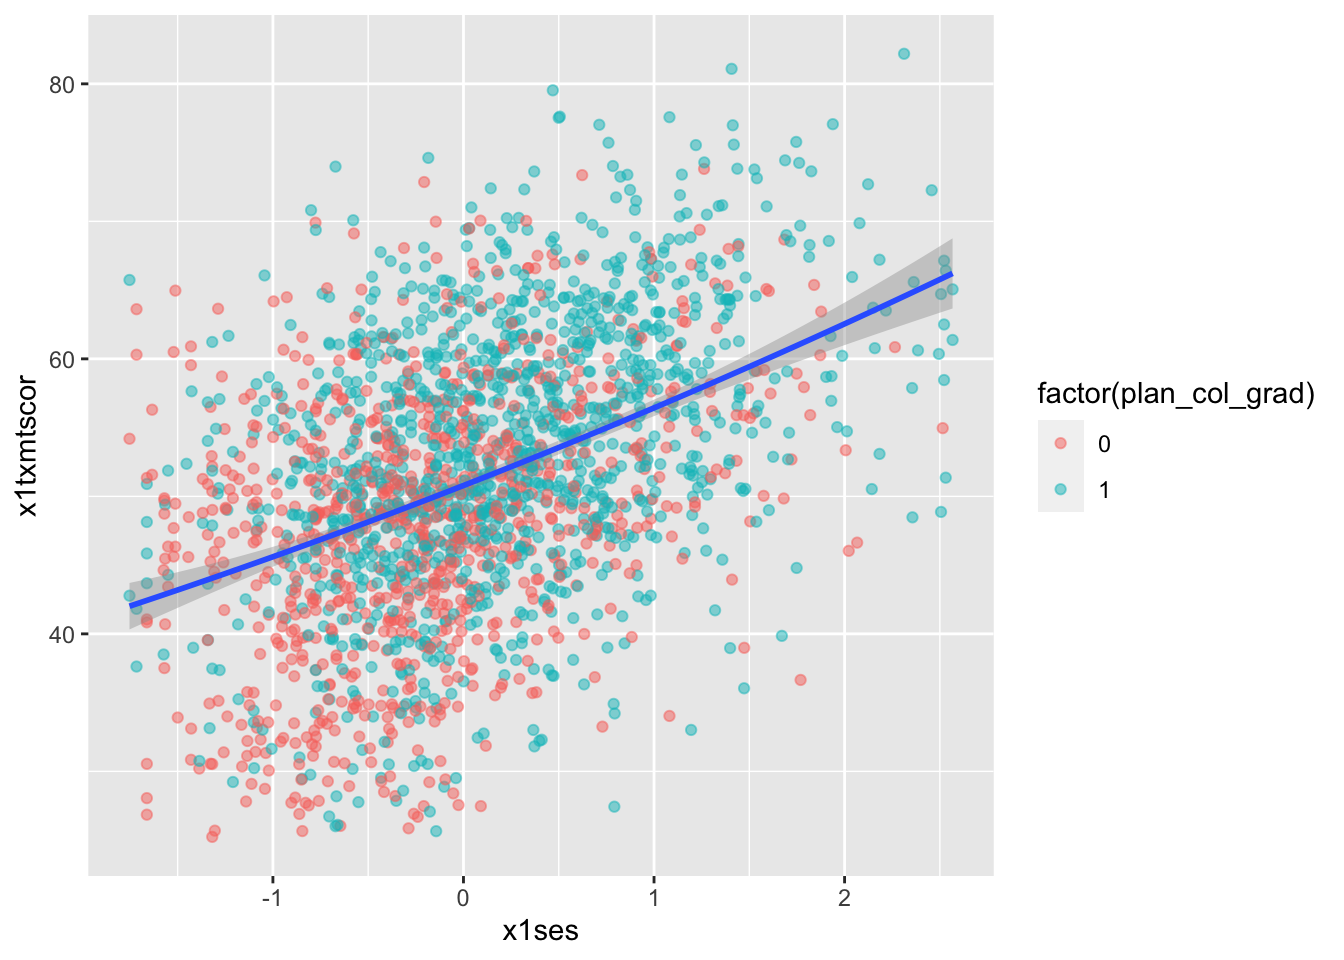 80
60
40
x1txmtscor
-1 0 1 2
x1ses
factor(plan_col_grad)
0
1